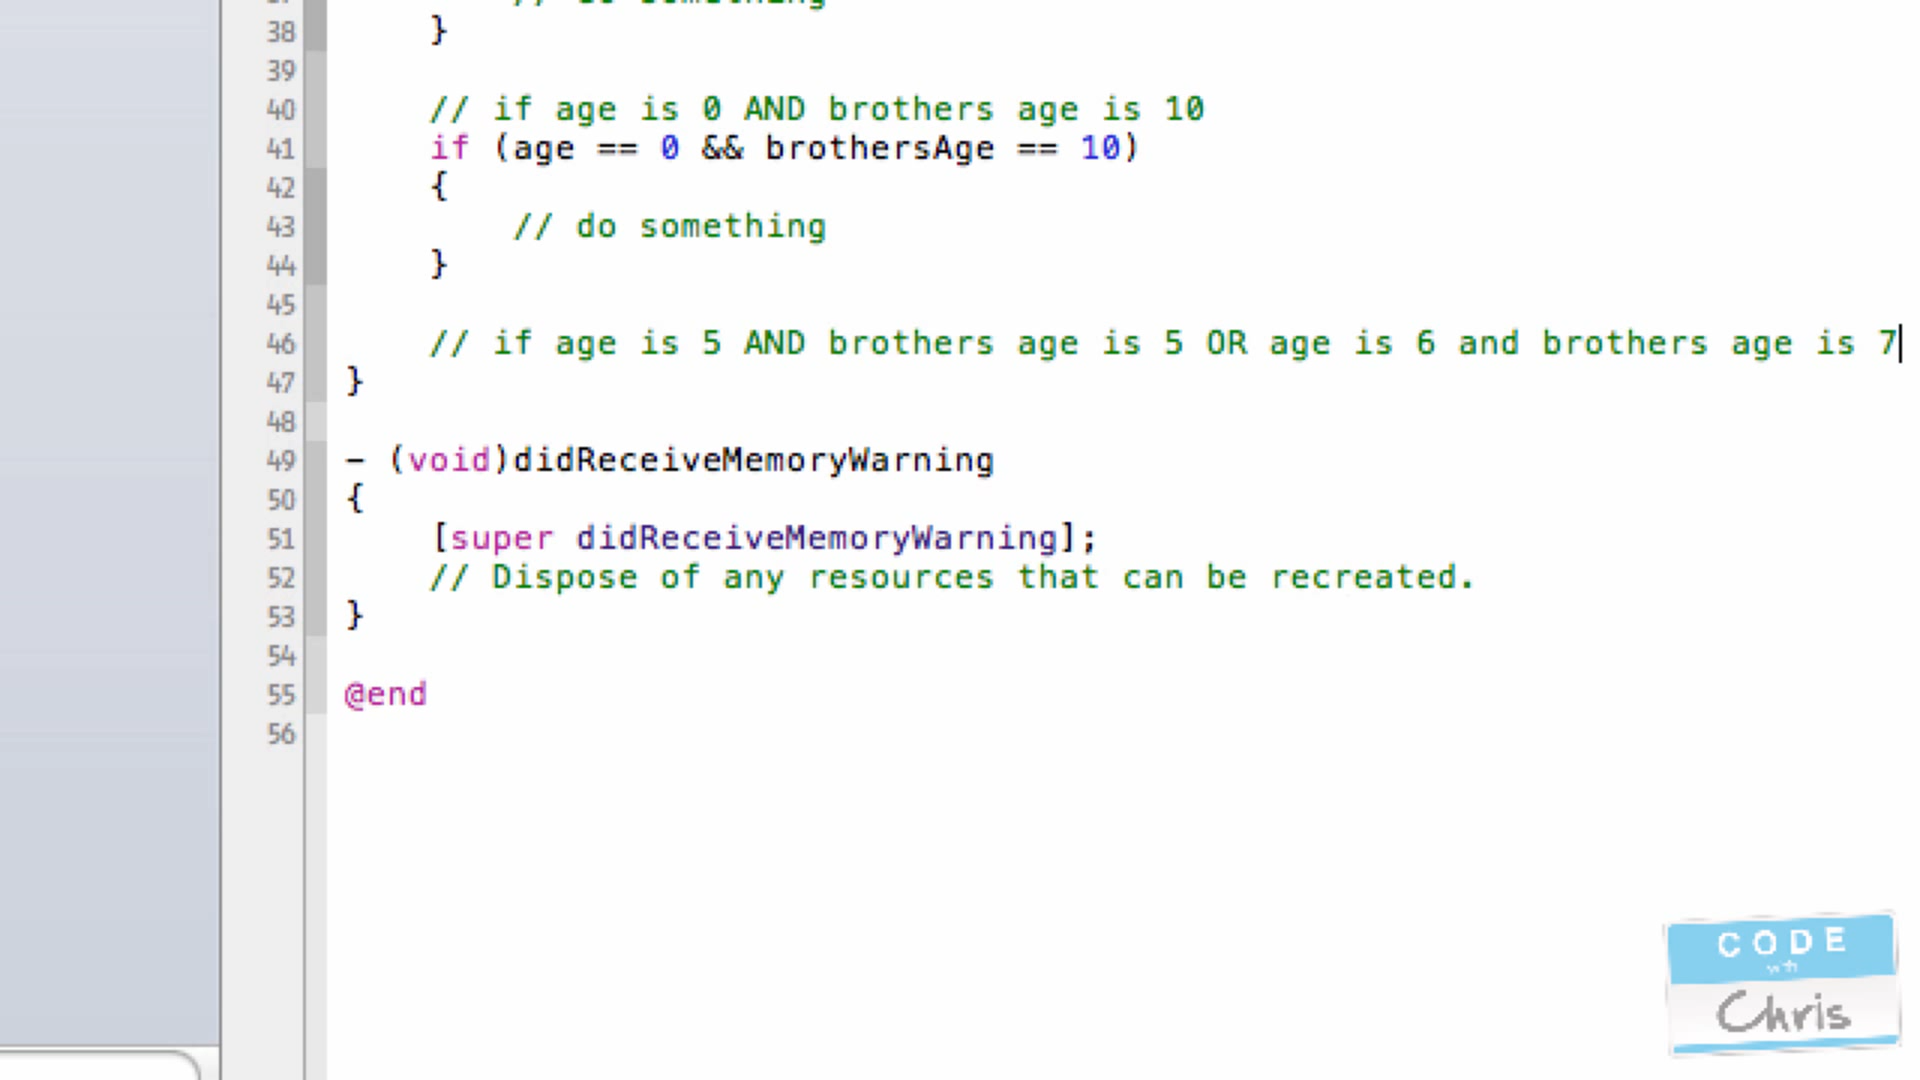 // do something
38 }
39
40 // if age is 0 AND brothers age is 10
41 if (age == 0 && brothersAge == 10)
42 {
43 // do something
44 }
45
46 // if age is 5 AND brothers age is 5 OR age is 6 and brothers age is 7
47 }
48
49 - (void)didReceiveMemoryWarning
50 {
51 [super didReceiveMemoryWarning];
52 // Dispose of any resources that can be recreated.
53 }
54
55 @end
56
CODE
with
Chris